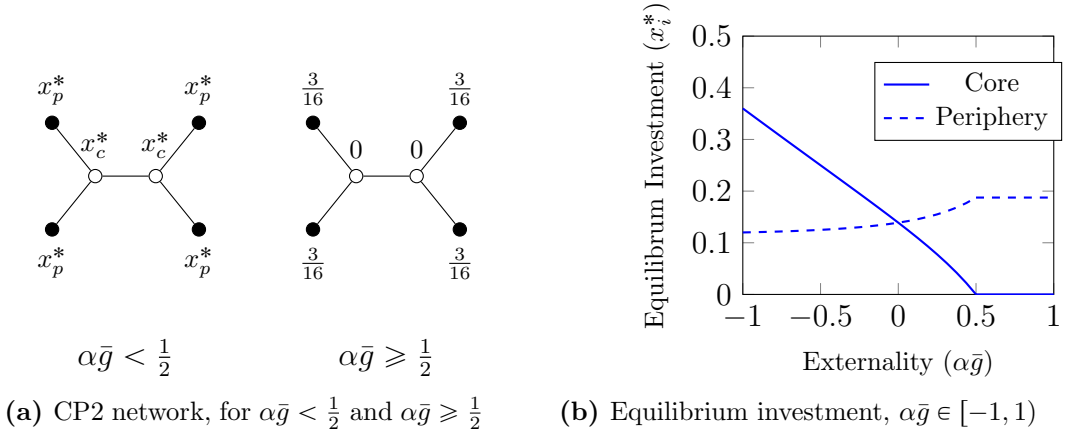 x*p x*p
x*c x*c
x*p x*p
αḡ < 1/2
3/16 3/16
0 0
3/16 3/16
αḡ ⩾ 1/2
(a) CP2 network, for αḡ < 1/2 and αḡ ⩾ 1/2
Equilibrum Investment (x*i)
0.5
0.4
0.3
0.2
0.1
0
−1 −0.5 0 0.5 1
Core
Periphery
Externality (αḡ)
(b) Equilibrium investment, αḡ ∈ [−1, 1)